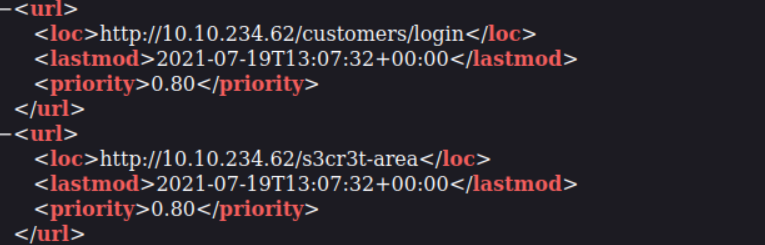 −<url>
<loc>http://10.10.234.62/customers/login</loc>
<lastmod>2021-07-19T13:07:32+00:00</lastmod>
<priority>0.80</priority>
</url>
−<url>
<loc>http://10.10.234.62/s3cr3t-area</loc>
<lastmod>2021-07-19T13:07:32+00:00</lastmod>
<priority>0.80</priority>
</url>